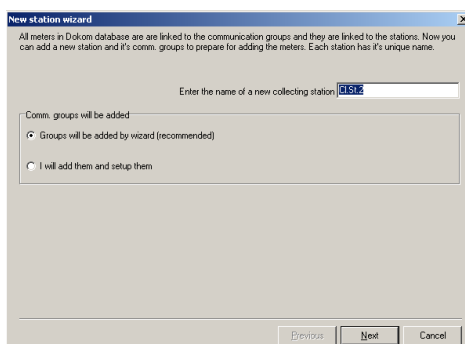 New station wizard
All meters in Dokom database are are linked to the communication groups and they are linked to the stations. Now you
can add a new station and it's comm. groups to prepare for adding the meters. Each station has it's unique name.
Enter the name of a new collecting station Cl.St.2
Comm. groups will be added
Groups will be added by wizard (recommended)
I will add them and setup them
Previous Next Cancel